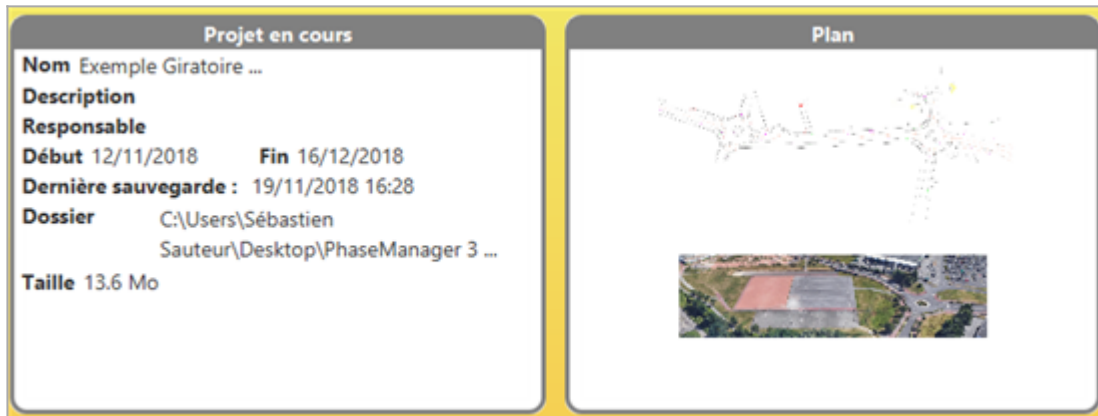 Projet en cours
Nom Exemple Giratoire ...
Description
Responsable
Début 12/11/2018 Fin 16/12/2018
Dernière sauvegarde : 19/11/2018 16:28
Dossier C:\Users\Sébastien
Sauteur\Desktop\PhaseManager 3 ...
Taille 13.6 Mo
Plan